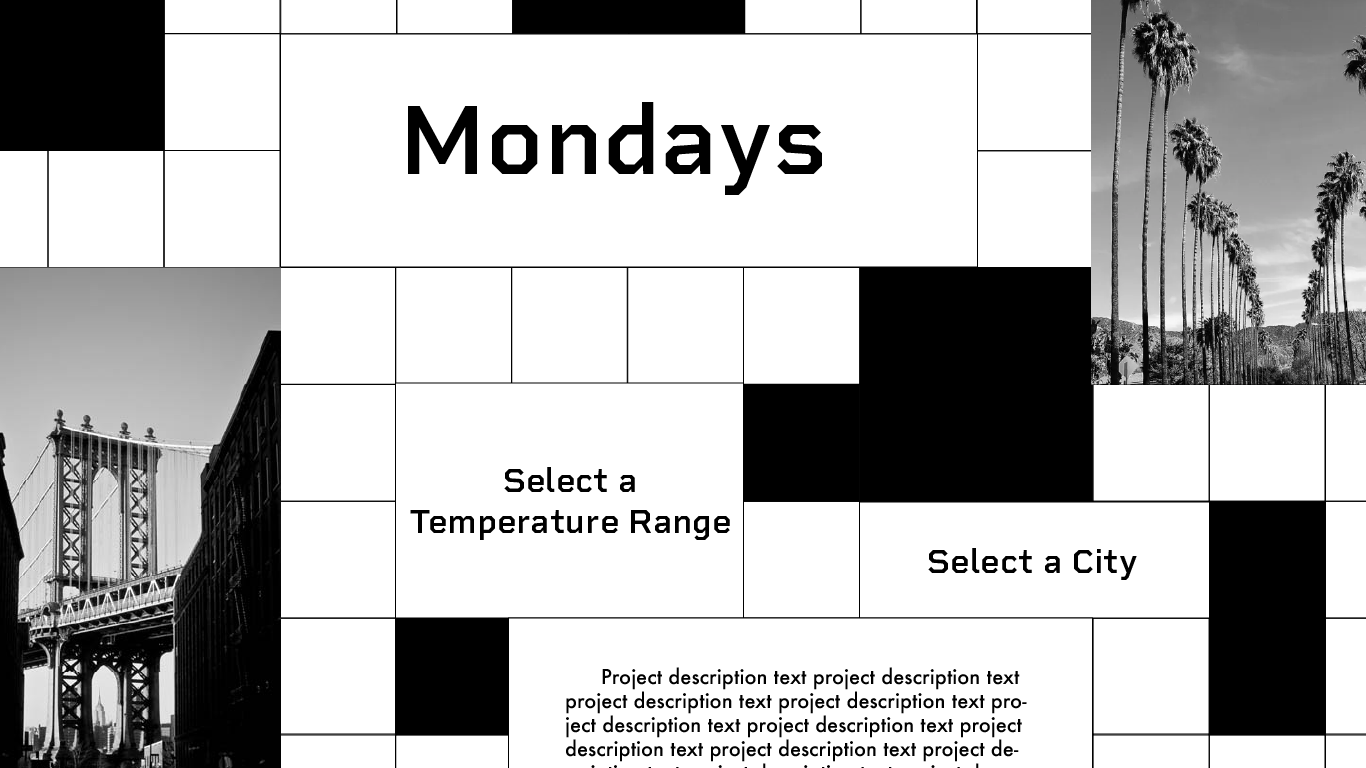 Mondays
Select a
Temperature Range
Select a City
Project description text project description text
project description text project description text pro-
ject description text project description text project
description text project description text project de-